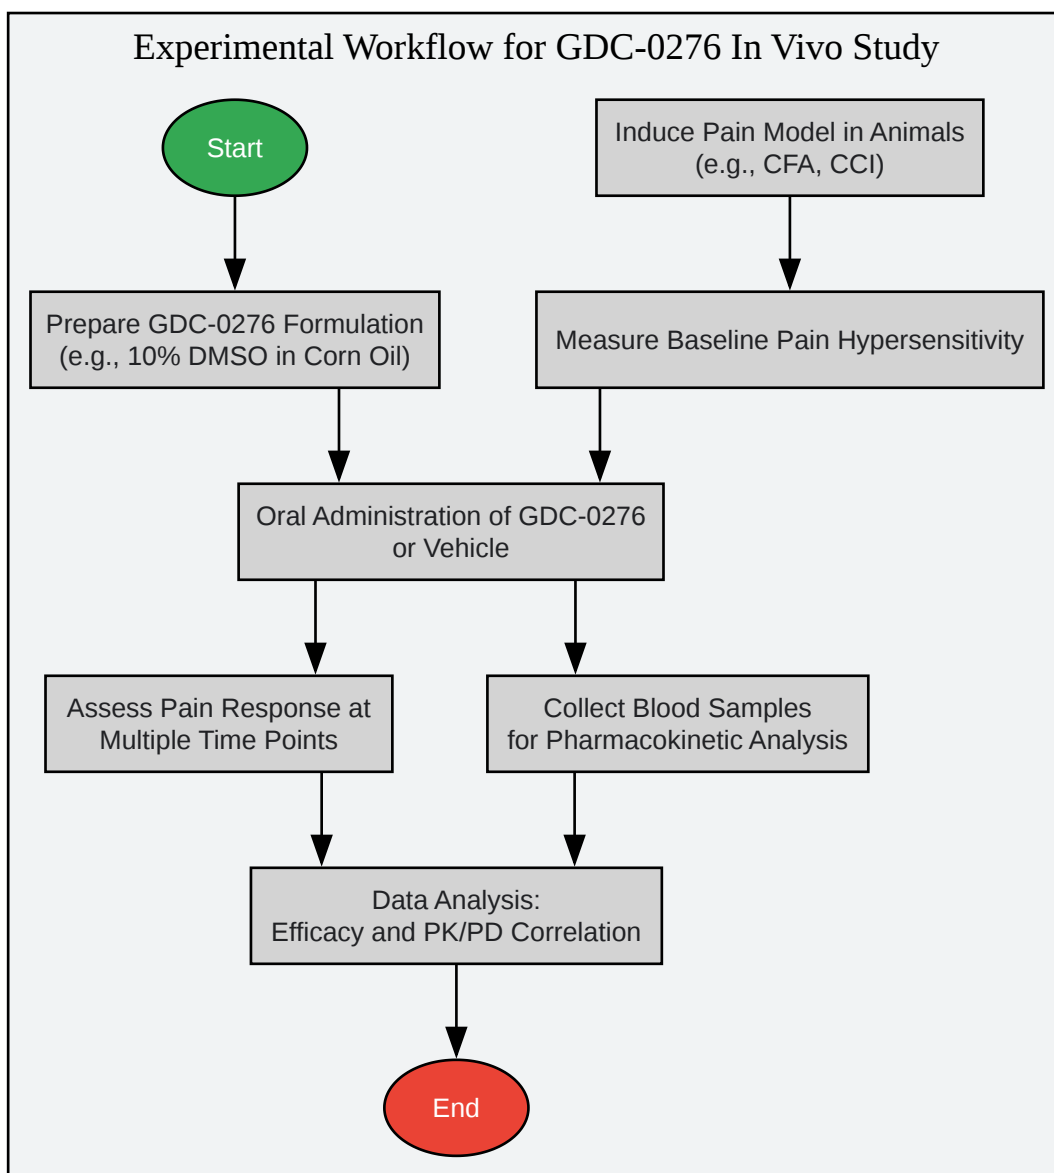 Experimental Workflow for GDC-0276 In Vivo Study
Start
Induce Pain Model in Animals
(e.g., CFA, CCI)
Prepare GDC-0276 Formulation
(e.g., 10% DMSO in Corn Oil)
Measure Baseline Pain Hypersensitivity
Oral Administration of GDC-0276
or Vehicle
Assess Pain Response at
Multiple Time Points
Collect Blood Samples
for Pharmacokinetic Analysis
Data Analysis:
Efficacy and PK/PD Correlation
End